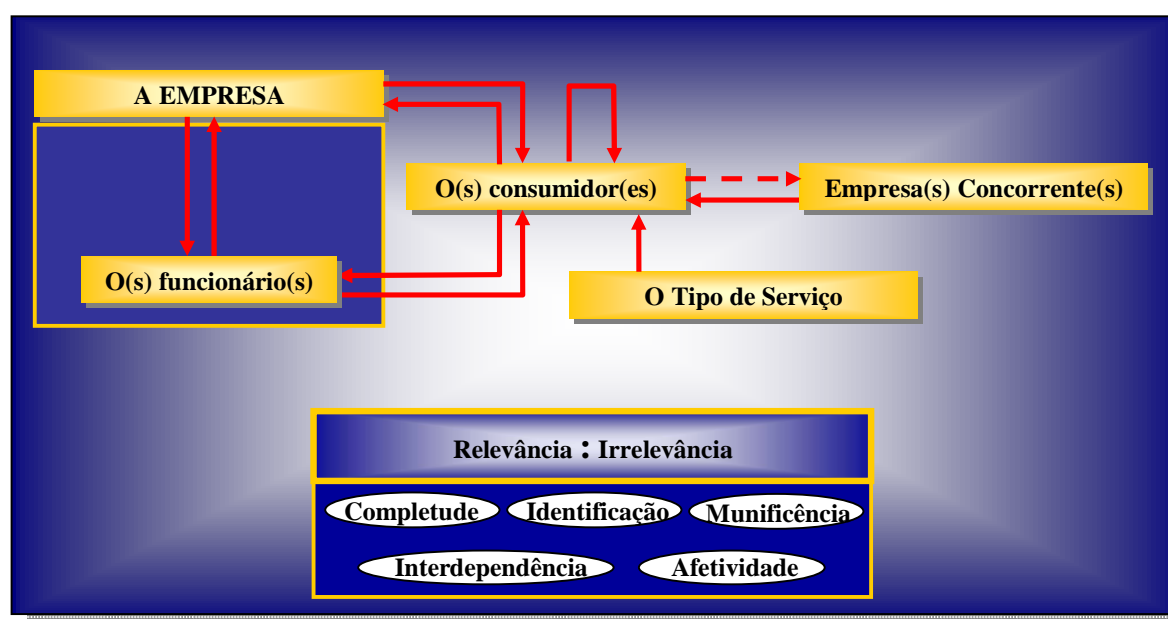 A EMPRESA
O(s) consumidor(es)
Empresa(s) Concorrente(s)
O(s) funcionário(s)
O Tipo de Serviço
Relevância : Irrelevância
Completude
Identificação
Munificência
Interdependência
Afetividade